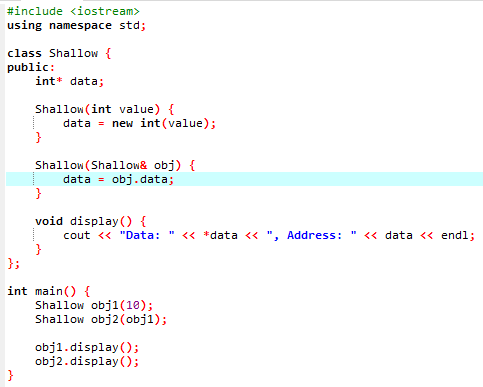 #include <iostream>
using namespace std;

class Shallow {
public:
    int* data;

    Shallow(int value) {
        data = new int(value);
    }

    Shallow(Shallow& obj) {
        data = obj.data;
    }

    void display() {
        cout << "Data: " << *data << ", Address: " << data << endl;
    }
};

int main() {
    Shallow obj1(10);
    Shallow obj2(obj1);

    obj1.display();
    obj2.display();
}